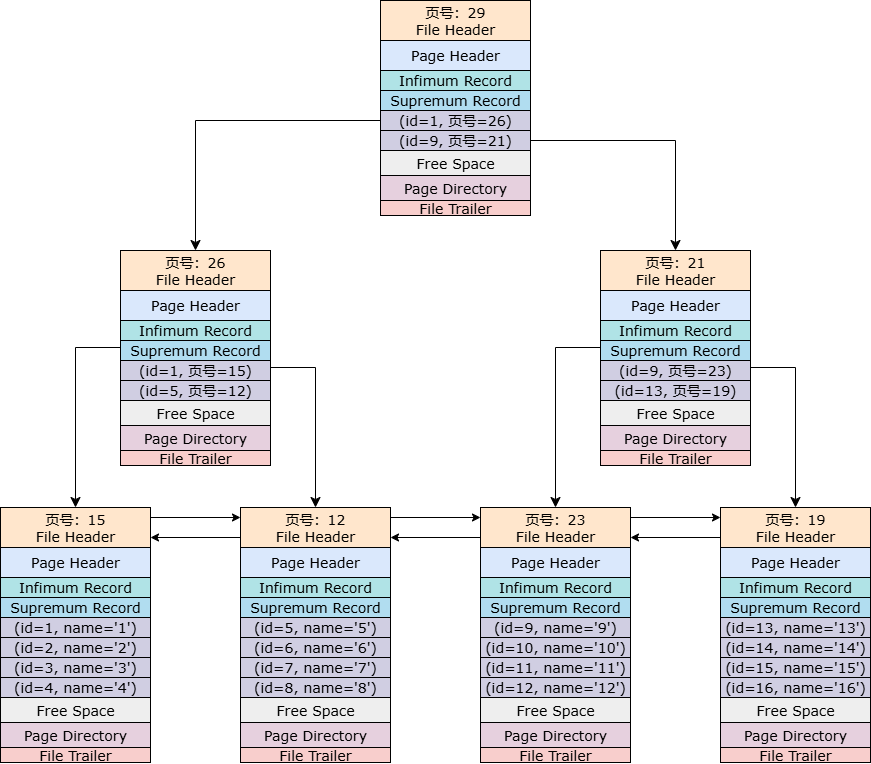 页号：29
File Header
Page Header
Infimum Record
Supremum Record
(id=1, 页号=26)
(id=9, 页号=21)
Free Space
Page Directory
File Trailer
页号：26
File Header
Page Header
Infimum Record
Supremum Record
(id=1, 页号=15)
(id=5, 页号=12)
Free Space
Page Directory
File Trailer
页号：21
File Header
Page Header
Infimum Record
Supremum Record
(id=9, 页号=23)
(id=13, 页号=19)
Free Space
Page Directory
File Trailer
页号：15
File Header
Page Header
Infimum Record
Supremum Record
(id=1, name='1')
(id=2, name='2')
(id=3, name='3')
(id=4, name='4')
Free Space
Page Directory
File Trailer
页号：12
File Header
Page Header
Infimum Record
Supremum Record
(id=5, name='5')
(id=6, name='6')
(id=7, name='7')
(id=8, name='8')
Free Space
Page Directory
File Trailer
页号：23
File Header
Page Header
Infimum Record
Supremum Record
(id=9, name='9')
(id=10, name='10')
(id=11, name='11')
(id=12, name='12')
Free Space
Page Directory
File Trailer
页号：19
File Header
Page Header
Infimum Record
Supremum Record
(id=13, name='13')
(id=14, name='14')
(id=15, name='15')
(id=16, name='16')
Free Space
Page Directory
File Trailer